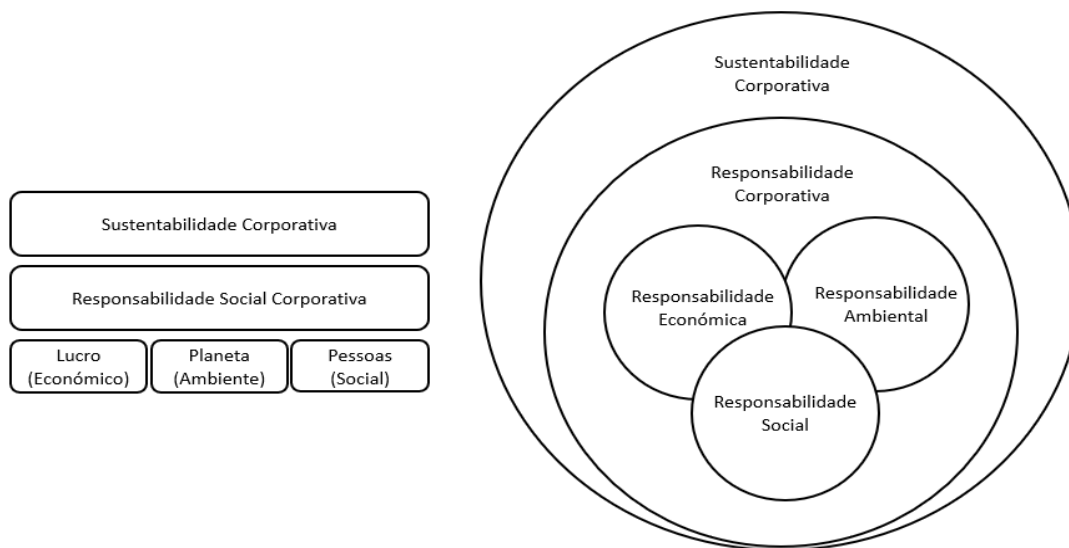 Sustentabilidade Corporativa
Responsabilidade Social Corporativa
Lucro
(Económico)
Planeta
(Ambiente)
Pessoas
(Social)
Sustentabilidade
Corporativa
Responsabilidade
Corporativa
Responsabilidade
Económica
Responsabilidade
Ambiental
Responsabilidade
Social